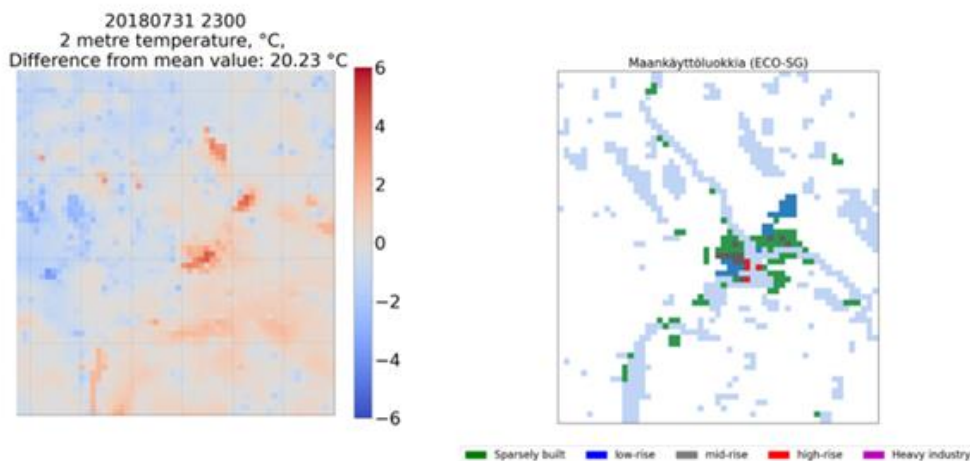 20180731 2300
2 metre temperature, °C,
Difference from mean value: 20.23 °C
6
4
2
0
−2
−4
−6
Maankäyttöluokkia (ECO-SG)
Sparsely built low-rise mid-rise high-rise Heavy industry